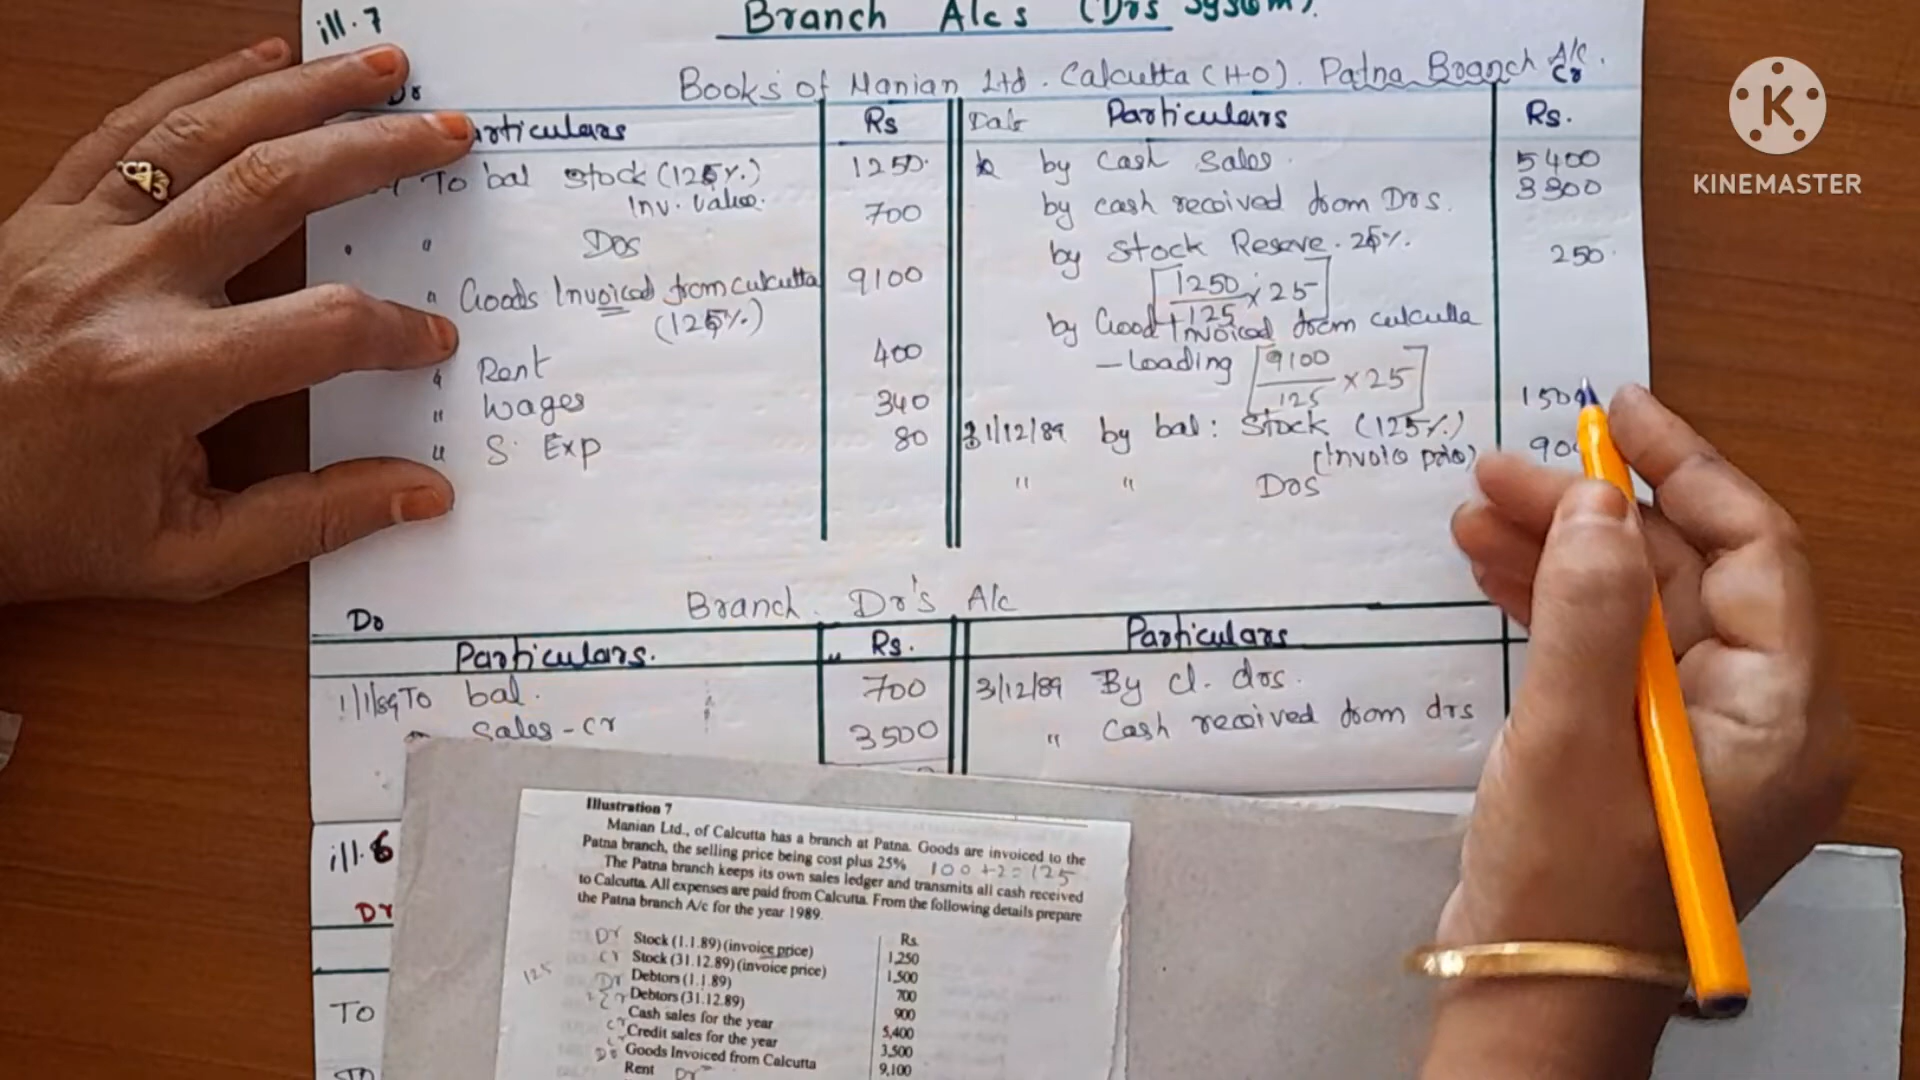 ill.7
Branch A/cs (Drs System).
Books of Manian Ltd. Calcutta (H-O). Patna Branch A/c.
Dr
Cr
articulars Rs Date Particulars Rs.
To bal Stock (125%) 1250. by Cash Sales. 5400
Inv. Value.
" Drs 700 by cash received from Drs. 3300
by Stock Reseve. 25% 250.
[1250/125 x 25]
" Goods Invoiced from culcutta 9100
(125%)
by Good Invoiced from culcutta
- Loading [9100/125 x 25]
" Rent 400
" Wages 340
" S. Exp 80
31/12/89 by bal: Stock (125%) 150
(Invoice price) 90
" " Drs
Branch. Dr's A/c
Dr
Particulars. Rs. Particulars
1/1/89 To bal. 700 31/12/89 By cl. drs.
Sales-cr 3500 " Cash received from drs
ill.6
Dr
To
Illustration 7
Manian Ltd., of Calcutta has a branch at Patna. Goods are invoiced to the
Patna branch, the selling price being cost plus 25%
The Patna branch keeps its own sales ledger and transmits all cash received
to Calcutta. All expenses are paid from Calcutta. From the following details prepare
the Patna branch A/c for the year 1989.
Rs.
Dr Stock (1.1.89) (invoice price) 1,250
Cr Stock (31.12.89) (invoice price) 1,500
125
Dr Debtors (1.1.89) 700
Debtors (31.12.89) 900
Cash sales for the year 5,400
Cr Credit sales for the year 3,500
Goods Invoiced from Calcutta 9,100
Rent Dr
K
KINEMASTER